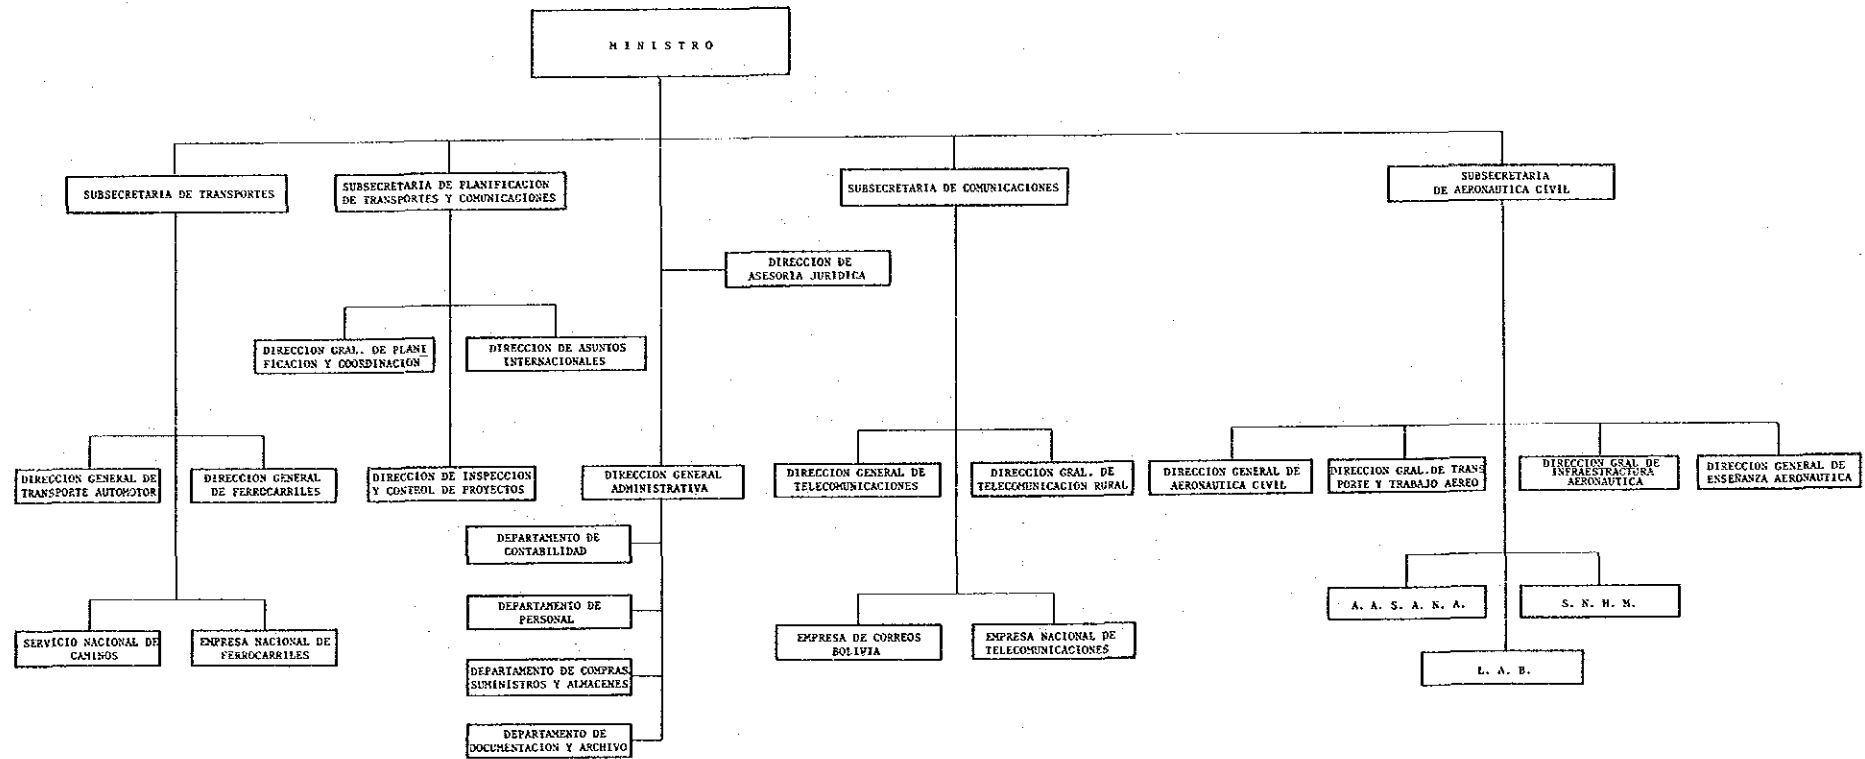 MINISTRO
SUBSECRETARIA DE TRANSPORTES
SUBSECRETARIA DE PLANIFICACION
DE TRANSPORTES Y COMUNICACIONES
SUBSECRETARIA DE COMUNICACIONES
SUBSECRETARIA
DE AERONAUTICA CIVIL
DIRECCION DE
ASESORIA JURIDICA
DIRECCION GRAL. DE PLANI
FICACION Y COORDINACION
DIRECCION DE ASUNTOS
INTERNACIONALES
DIRECCION GENERAL DE
TRANSPORTE AUTOMOTOR
DIRECCION GENERAL
DE FERROCARRILES
DIRECCION DE INSPECCION
Y CONTROL DE PROYECTOS
DIRECCION GENERAL
ADMINISTRATIVA
DIRECCION GENERAL DE
TELECOMUNICACIONES
DIRECCION GRAL. DE
TELECOMUNICACION RURAL
DIRECCION GENERAL DE
AERONAUTICA CIVIL
DIRECCION GRAL. DE TRANS
PORTE Y TRABAJO AEREO
DIRECCION GRAL DE
INFRAESTRACTURA
AERONAUTICA
DIRECCION GENERAL DE
ENSEÑANZA AERONAUTICA
DEPARTAMENTO DE
CONTABILIDAD
DEPARTAMENTO DE
PERSONAL
DEPARTAMENTO DE COMPRAS
SUMINISTROS Y ALMACENES
DEPARTAMENTO DE
DOCUMENTACION Y ARCHIVO
SERVICIO NACIONAL DE
CAMINOS
EMPRESA NACIONAL DE
FERROCARRILES
EMPRESA DE CORREOS
BOLIVIA
EMPRESA NACIONAL DE
TELECOMUNICACIONES
A. A. S. A. N. A.
S. N. H. M.
L. A. B.